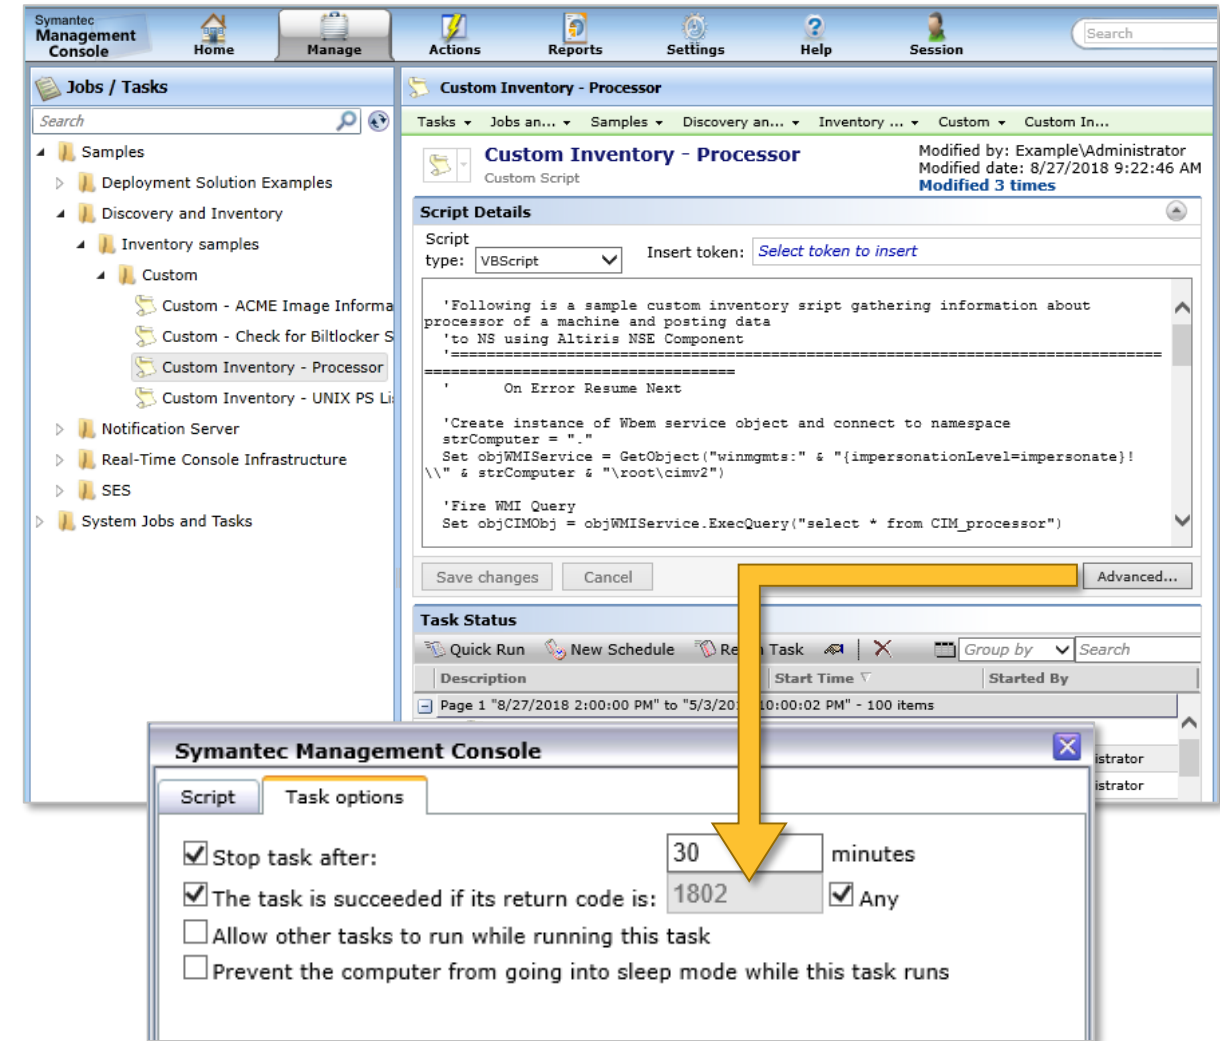 Symantec
Management
Console
Home
Manage
Actions
Reports
Settings
Help
Session
Search
Jobs / Tasks
Search
Samples
Deployment Solution Examples
Discovery and Inventory
Inventory samples
Custom
Custom - ACME Image Informa
Custom - Check for Biltlocker S
Custom Inventory - Processor
Custom Inventory - UNIX PS Li
Notification Server
Real-Time Console Infrastructure
SES
System Jobs and Tasks
Custom Inventory - Processor
Tasks Jobs an... Samples Discovery an... Inventory ... Custom Custom In...
Custom Inventory - Processor
Custom Script
Modified by: Example\Administrator
Modified date: 8/27/2018 9:22:46 AM
Modified 3 times
Script Details
Script
type: VBScript Insert token: Select token to insert
'Following is a sample custom inventory sript gathering information about
processor of a machine and posting data
'to NS using Altiris NSE Component
'=======================================================================
===================================
' On Error Resume Next
'Create instance of Wbem service object and connect to namespace
strComputer = "."
Set objWMIService = GetObject("winmgmts:" & "{impersonationLevel=impersonate}!
\\" & strComputer & "\root\cimv2")
'Fire WMI Query
Set objCIMObj = objWMIService.ExecQuery("select * from CIM_processor")
Save changes Cancel Advanced...
Task Status
Quick Run New Schedule Task Group by Search
Description Start Time Started By
Page 1 "8/27/2018 2:00:00 PM" to "5/3/20 10:00:02 PM" - 100 items
istrator
istrator
Symantec Management Console
Script Task options
Stop task after: 30 minutes
The task is succeeded if its return code is: 1802 Any
Allow other tasks to run while running this task
Prevent the computer from going into sleep mode while this task runs